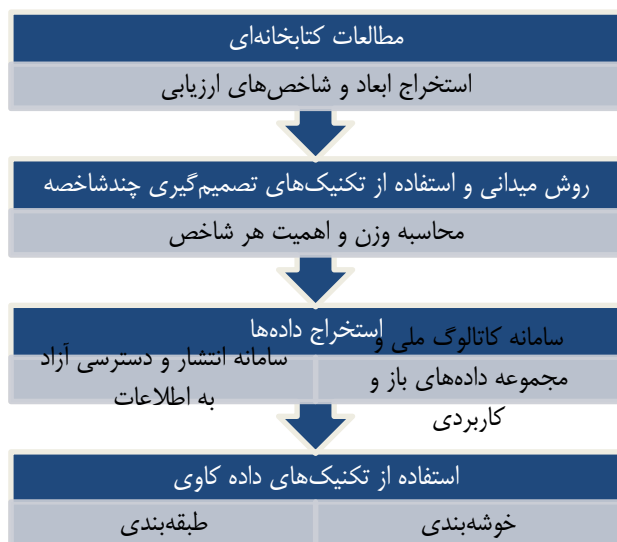 مطالعات کتابخانه‌ای
استخراج ابعاد و شاخص‌های ارزیابی
روش میدانی و استفاده از تکنیک‌های تصمیم‌گیری چندشاخصه
محاسبه وزن و اهمیت هر شاخص
استخراج داده‌ها
سامانه کاتالوگ ملی و
مجموعه داده‌های باز و
کاربردی
سامانه انتشار و دسترسی آزاد
به اطلاعات
استفاده از تکنیک‌های داده کاوی
خوشه‌بندی
طبقه‌بندی